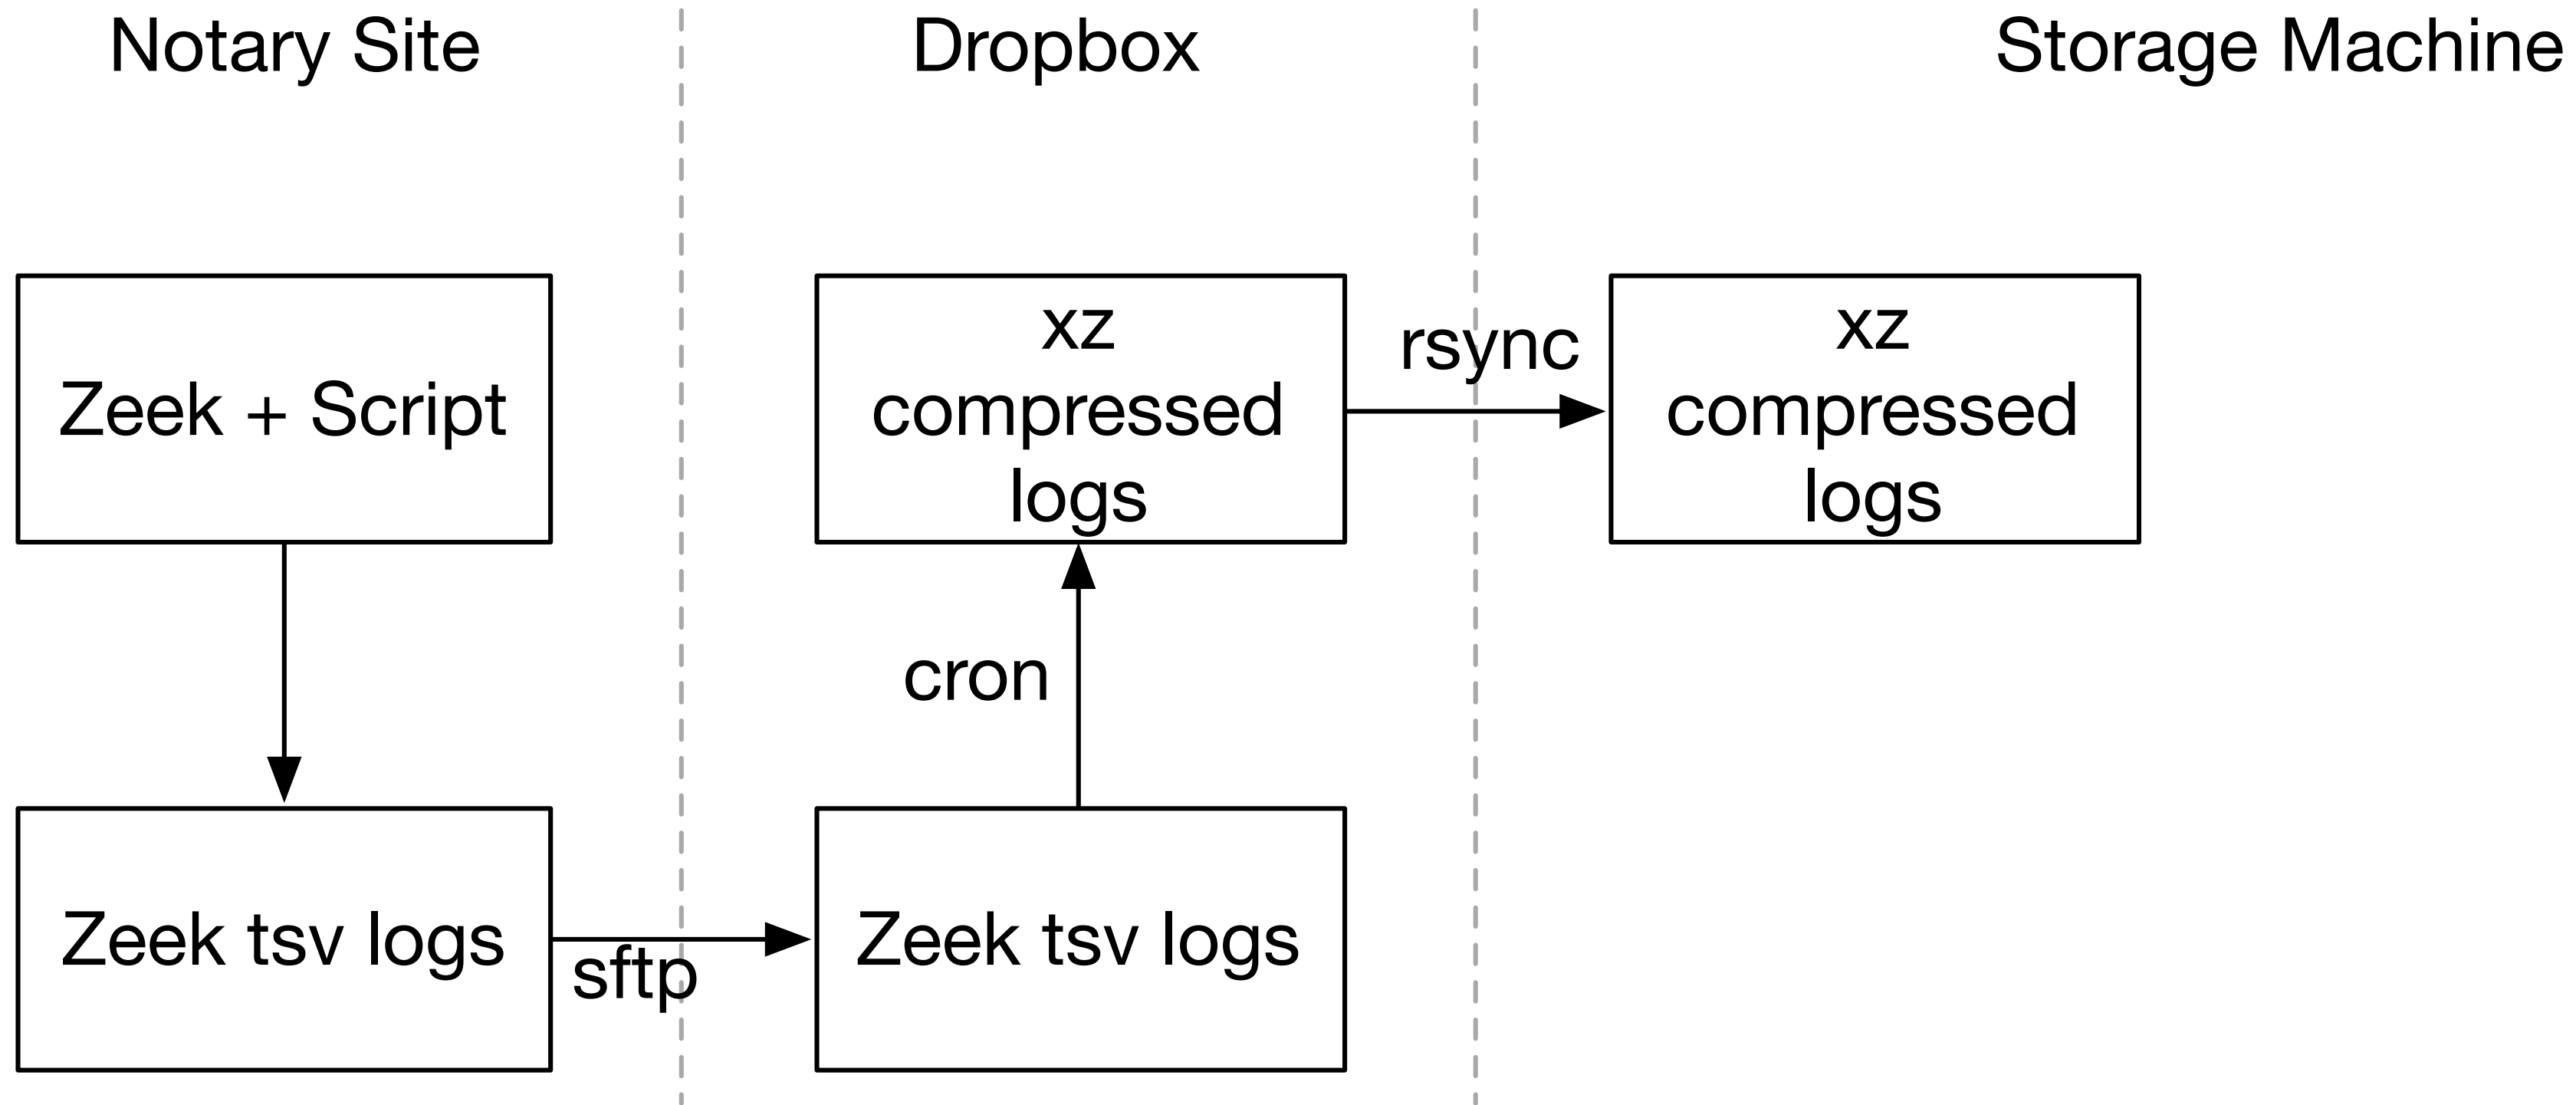 Notary Site
Dropbox
Storage Machine
Zeek + Script
xz
compressed
logs
rsync
xz
compressed
logs
cron
Zeek tsv logs
sftp
Zeek tsv logs